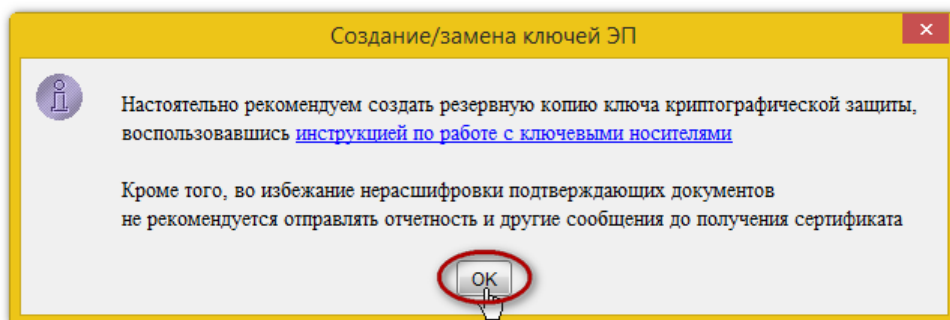 Создание/замена ключей ЭП
Настоятельно рекомендуем создать резервную копию ключа криптографической защиты,
воспользовавшись инструкцией по работе с ключевыми носителями
Кроме того, во избежание нерасшифровки подтверждающих документов
не рекомендуется отправлять отчетность и другие сообщения до получения сертификата
OK